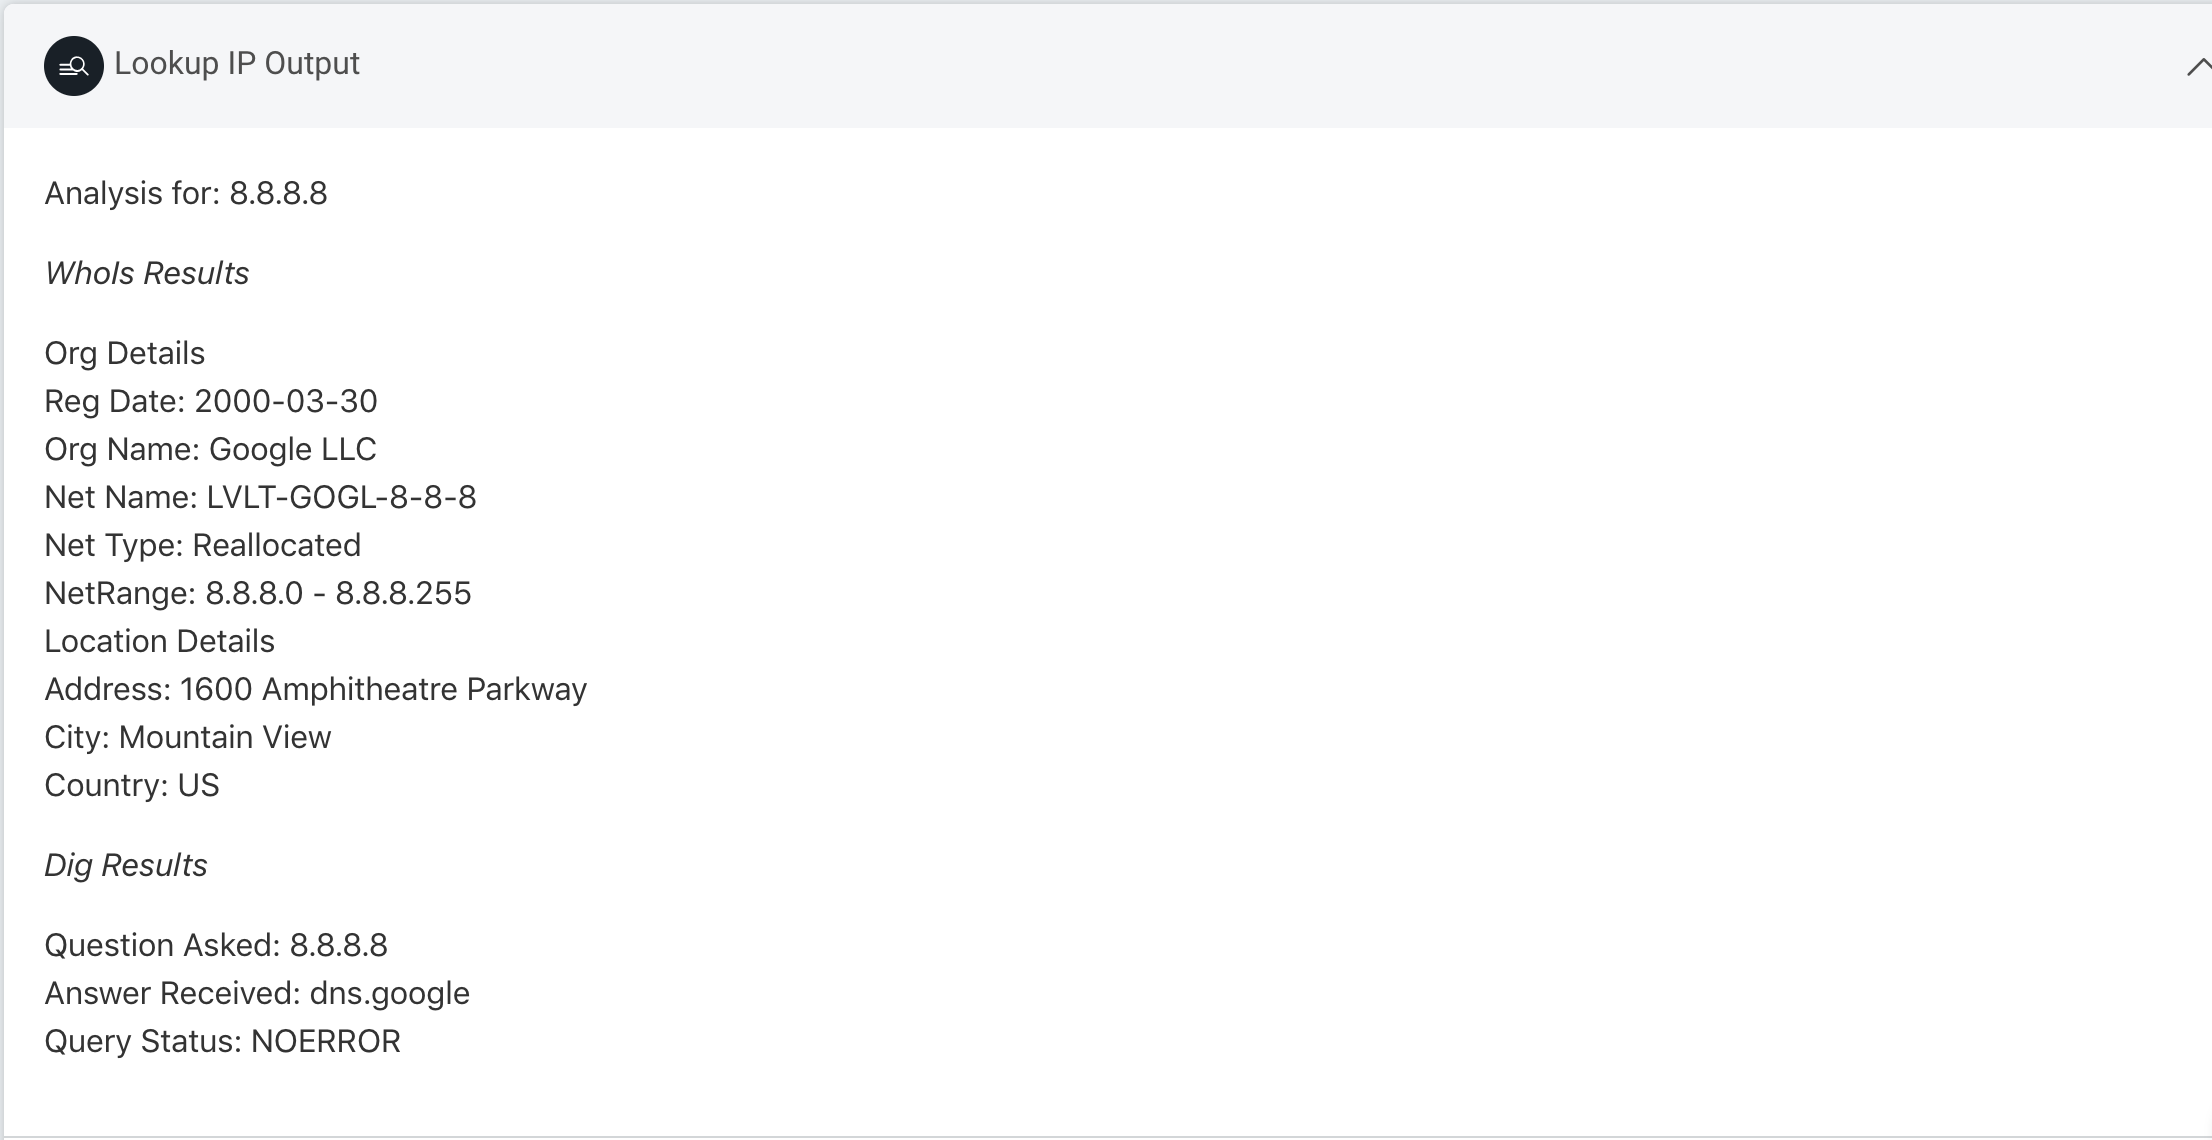 Lookup IP Output
Analysis for: 8.8.8.8
WhoIs Results
Org Details
Reg Date: 2000-03-30
Org Name: Google LLC
Net Name: LVLT-GOGL-8-8-8
Net Type: Reallocated
NetRange: 8.8.8.0 - 8.8.8.255
Location Details
Address: 1600 Amphitheatre Parkway
City: Mountain View
Country: US
Dig Results
Question Asked: 8.8.8.8
Answer Received: dns.google
Query Status: NOERROR